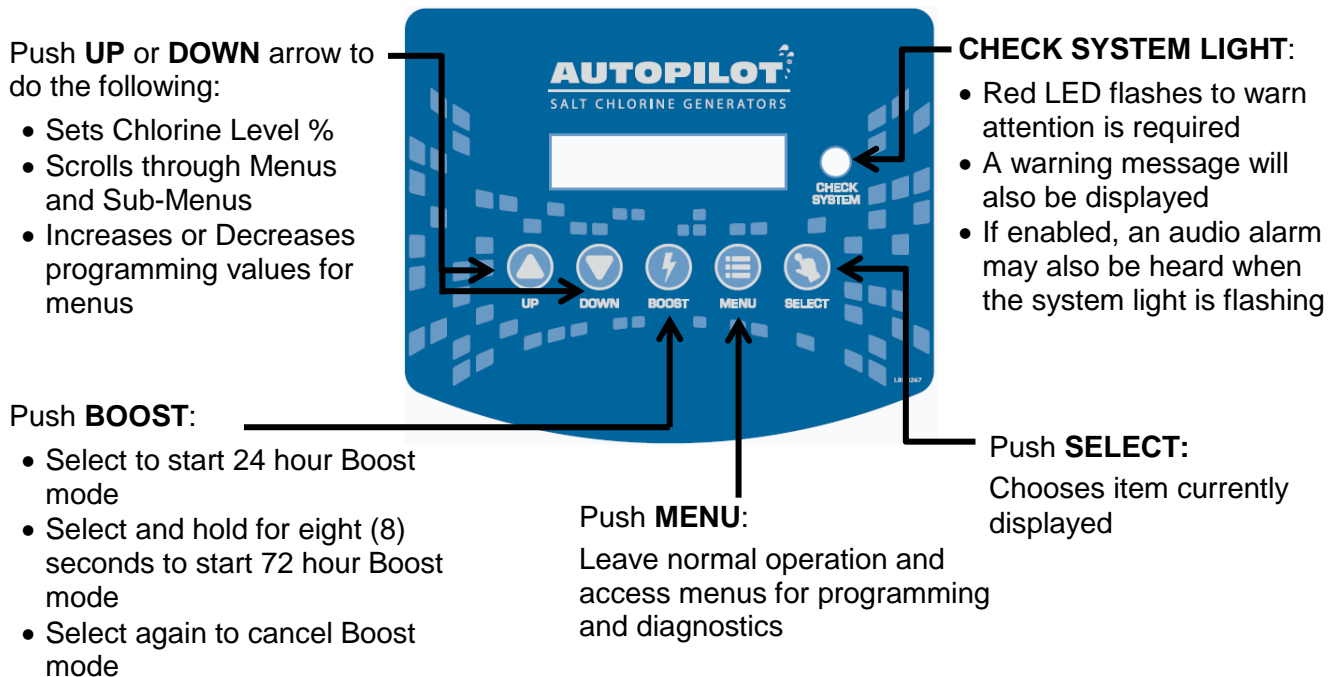 Push UP or DOWN arrow to
do the following:
• Sets Chlorine Level %
• Scrolls through Menus
and Sub-Menus
• Increases or Decreases
programming values for
menus
AUTOPILOT
SALT CHLORINE GENERATORS
CHECK
SYSTEM
UP
DOWN
BOOST
MENU
SELECT
CHECK SYSTEM LIGHT:
• Red LED flashes to warn
attention is required
• A warning message will
also be displayed
• If enabled, an audio alarm
may also be heard when
the system light is flashing
Push BOOST:
• Select to start 24 hour Boost
mode
• Select and hold for eight (8)
seconds to start 72 hour Boost
mode
• Select again to cancel Boost
mode
Push MENU:
Leave normal operation and
access menus for programming
and diagnostics
Push SELECT:
Chooses item currently
displayed